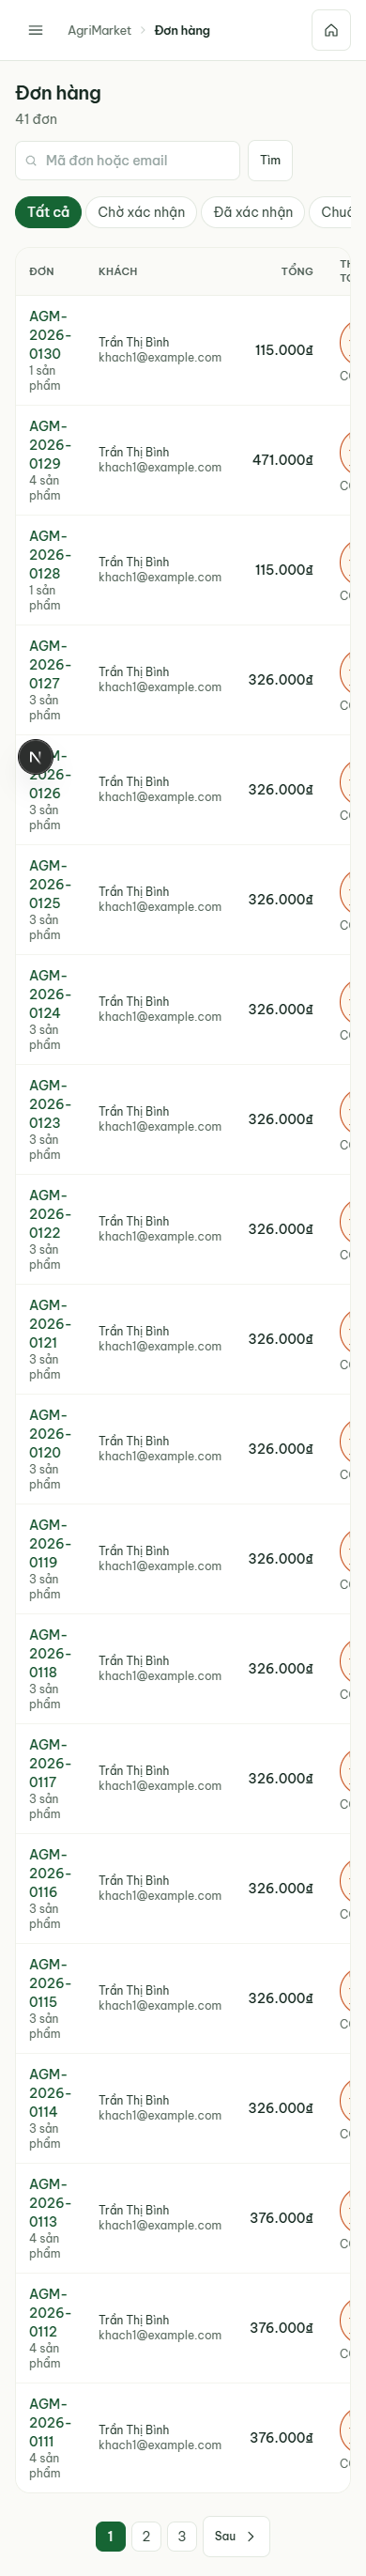 AgriMarket > Đơn hàng
Đơn hàng
41 đơn
Mã đơn hoặc email
Tìm
Tất cả
Chờ xác nhận
Đã xác nhận
ĐƠN KHÁCH TỔNG
AGM-
2026-
0130
1 sản
phẩm
Trần Thị Bình
khach1@example.com
115.000₫
AGM-
2026-
0129
4 sản
phẩm
Trần Thị Bình
khach1@example.com
471.000₫
AGM-
2026-
0128
1 sản
phẩm
Trần Thị Bình
khach1@example.com
115.000₫
AGM-
2026-
0127
3 sản
phẩm
Trần Thị Bình
khach1@example.com
326.000₫
N
2026-
0126
3 sản
phẩm
Trần Thị Bình
khach1@example.com
326.000₫
AGM-
2026-
0125
3 sản
phẩm
Trần Thị Bình
khach1@example.com
326.000₫
AGM-
2026-
0124
3 sản
phẩm
Trần Thị Bình
khach1@example.com
326.000₫
AGM-
2026-
0123
3 sản
phẩm
Trần Thị Bình
khach1@example.com
326.000₫
AGM-
2026-
0122
3 sản
phẩm
Trần Thị Bình
khach1@example.com
326.000₫
AGM-
2026-
0121
3 sản
phẩm
Trần Thị Bình
khach1@example.com
326.000₫
AGM-
2026-
0120
3 sản
phẩm
Trần Thị Bình
khach1@example.com
326.000₫
AGM-
2026-
0119
3 sản
phẩm
Trần Thị Bình
khach1@example.com
326.000₫
AGM-
2026-
0118
3 sản
phẩm
Trần Thị Bình
khach1@example.com
326.000₫
AGM-
2026-
0117
3 sản
phẩm
Trần Thị Bình
khach1@example.com
326.000₫
AGM-
2026-
0116
3 sản
phẩm
Trần Thị Bình
khach1@example.com
326.000₫
AGM-
2026-
0115
3 sản
phẩm
Trần Thị Bình
khach1@example.com
326.000₫
AGM-
2026-
0114
3 sản
phẩm
Trần Thị Bình
khach1@example.com
326.000₫
AGM-
2026-
0113
4 sản
phẩm
Trần Thị Bình
khach1@example.com
376.000₫
AGM-
2026-
0112
4 sản
phẩm
Trần Thị Bình
khach1@example.com
376.000₫
AGM-
2026-
0111
4 sản
phẩm
Trần Thị Bình
khach1@example.com
376.000₫
1 2 3 Sau